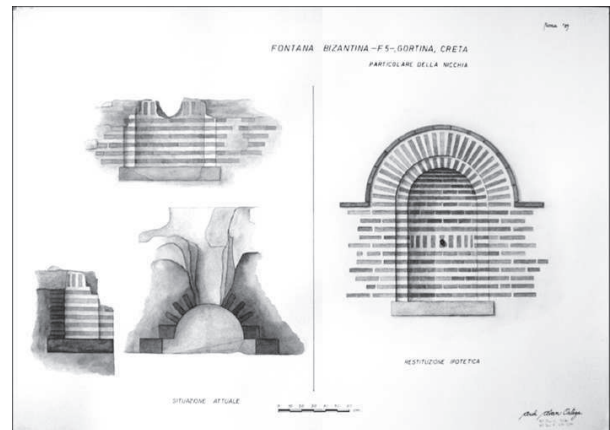 FONTANA BIZANTINA -F5-, GORTINA, CRETA
PARTICOLARE DELLA NICCHIA
RESTITUZIONE IPOTETICA
SITUAZIONE ATTUALE